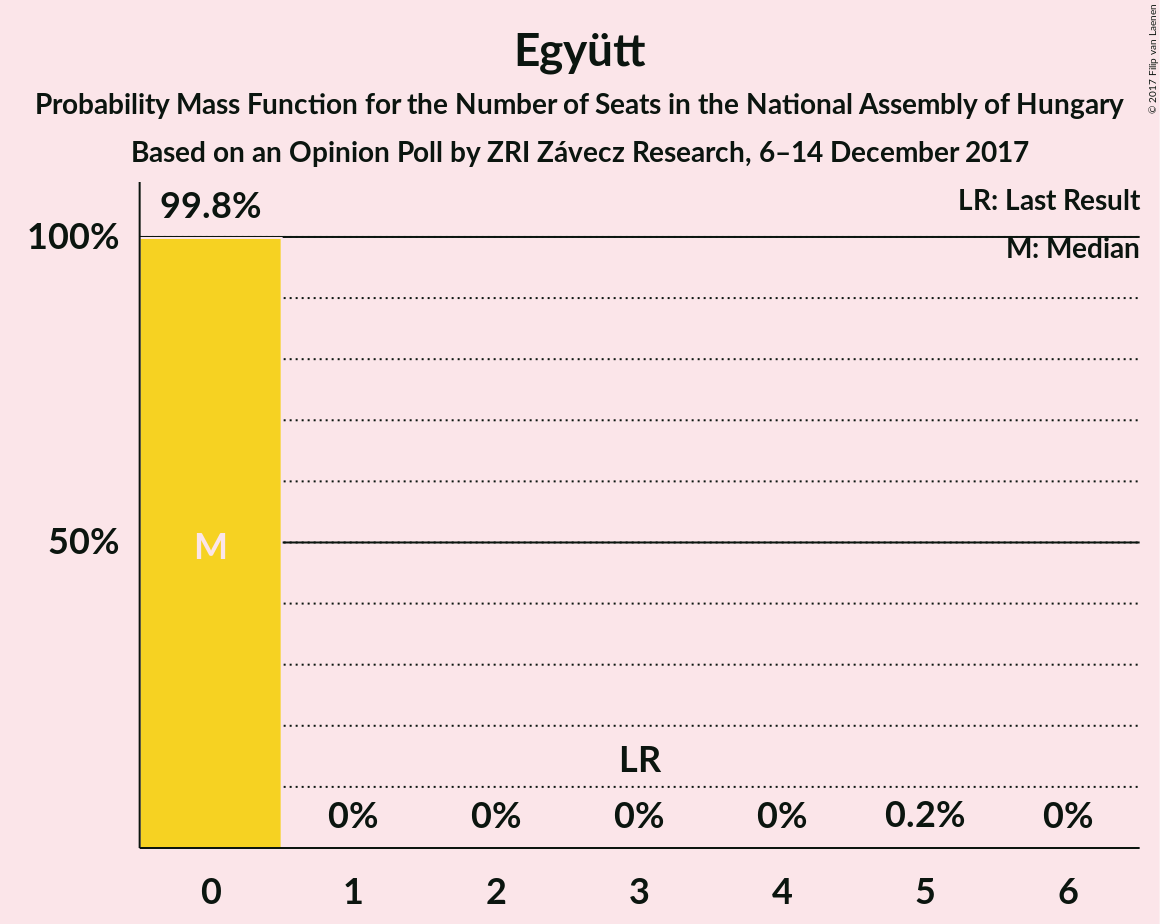 Együtt
Probability Mass Function for the Number of Seats in the National Assembly of Hungary
Based on an Opinion Poll by ZRI Závecz Research, 6–14 December 2017
© 2017 Filip van Laenen
LR: Last Result
M: Median
99.8%
100%
50%
M
LR
0% 0% 0% 0% 0.2% 0%
0 1 2 3 4 5 6